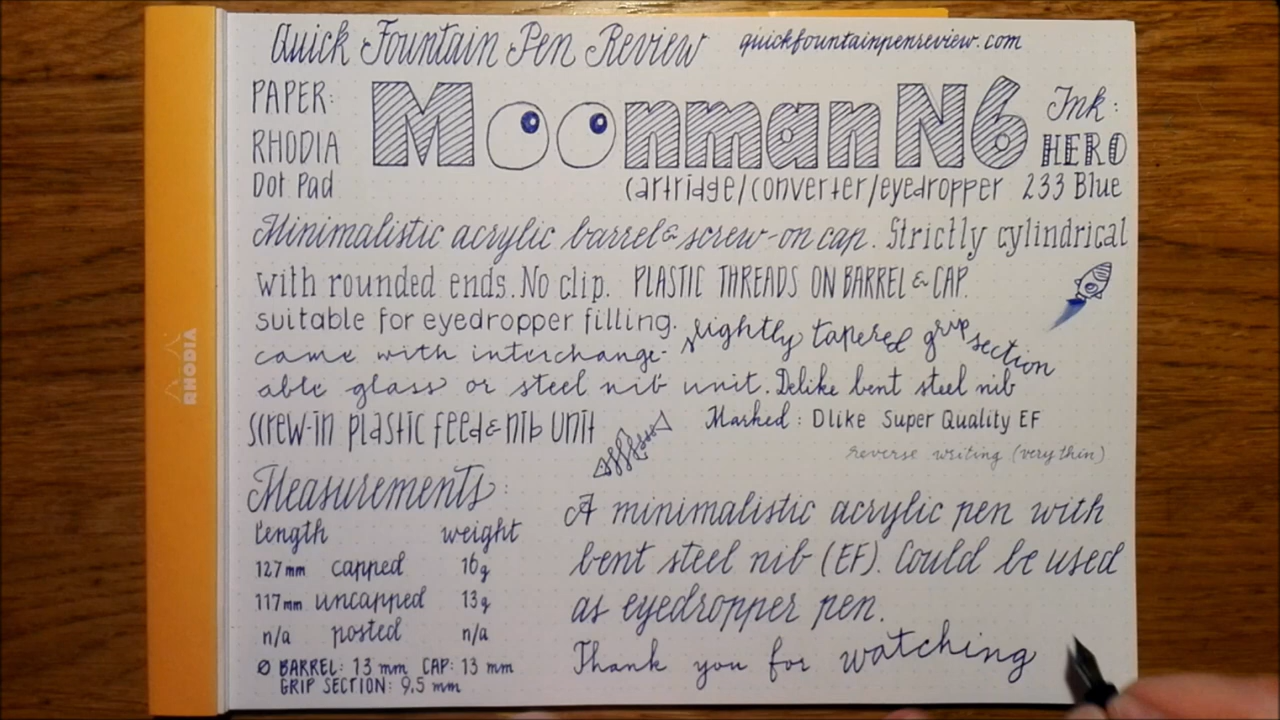 Quick Fountain Pen Review quickfountainpenreview.com
PAPER:
RHODIA
Dot Pad
Moonman N6
Ink:
HERO
233 Blue
cartridge/converter/eyedropper
Minimalistic acrylic barrel & screw-on cap. Strictly cylindrical
with rounded ends. No clip. PLASTIC THREADS ON BARREL & CAP.
suitable for eyedropper filling. slightly tapered grip section
came with interchange-
able glass or steel nib unit. Delike bent steel nib
screw-in plastic feed & nib unit Marked: Dlike Super Quality EF
reverse writing (very thin)
Measurements:
length weight
127mm capped 16g
117mm uncapped 13g
n/a posted n/a
Ø BARREL: 13 mm CAP: 13 mm
GRIP SECTION: 9.5 mm
A minimalistic acrylic pen with
bent steel nib (EF). Could be used
as eyedropper pen.
Thank you for watching
RHODIA